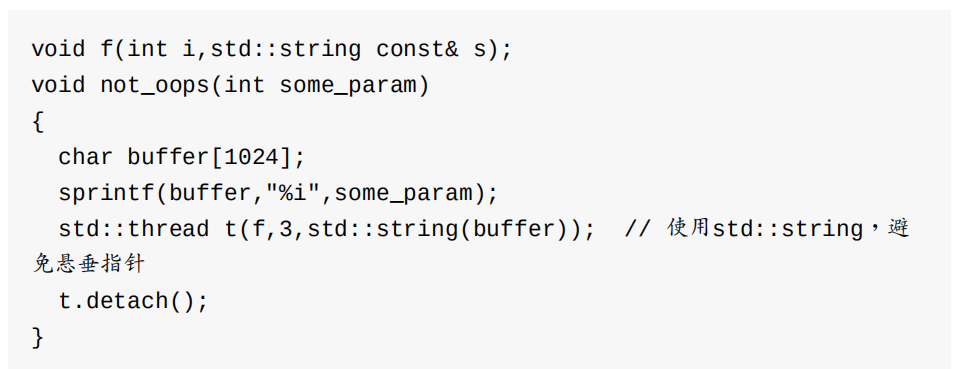 void f(int i,std::string const& s);
void not_oops(int some_param)
{
  char buffer[1024];
  sprintf(buffer,"%i",some_param);
  std::thread t(f,3,std::string(buffer));  // 使用std::string，避
免悬垂指针
  t.detach();
}